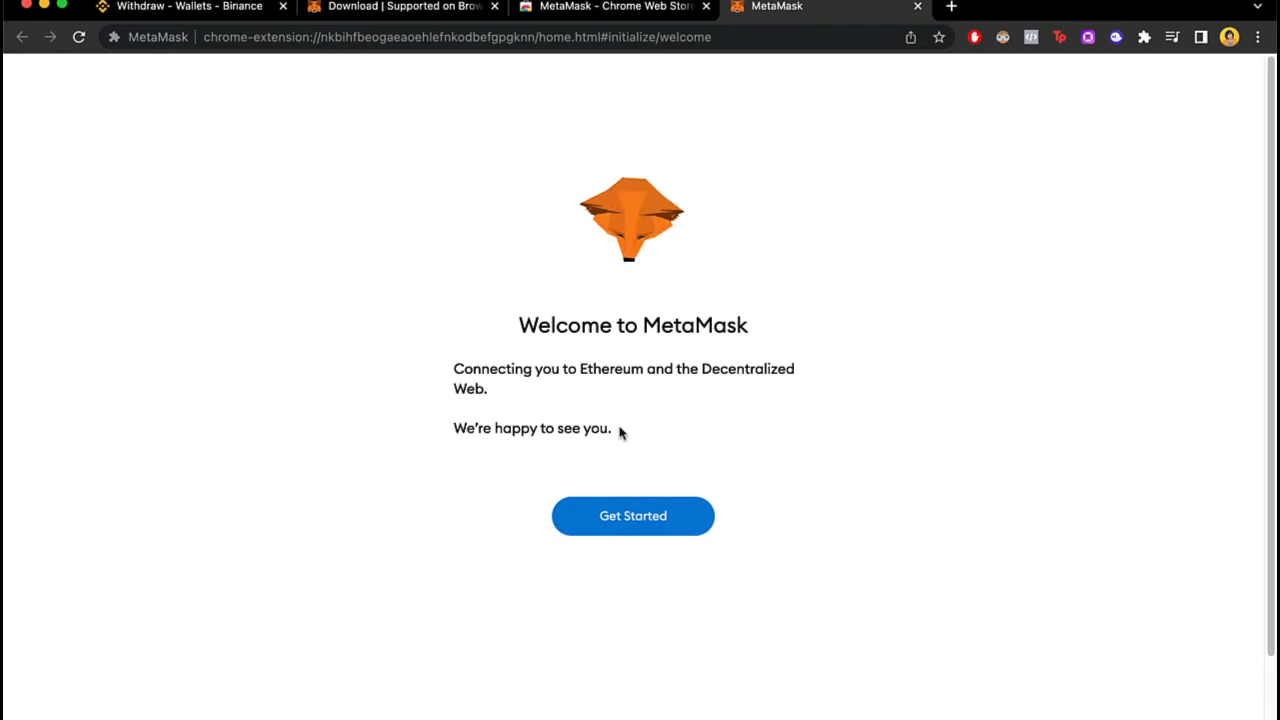 Withdraw - Wallets - Binance
Download | Supported on Brow
MetaMask - Chrome Web Store
MetaMask
MetaMask
chrome-extension://nkbihfbeogaeaoehlefnkodbefgpgknn/home.html#initialize/welcome
Tp
Welcome to MetaMask
Connecting you to Ethereum and the Decentralized
Web.
We're happy to see you.
Get Started